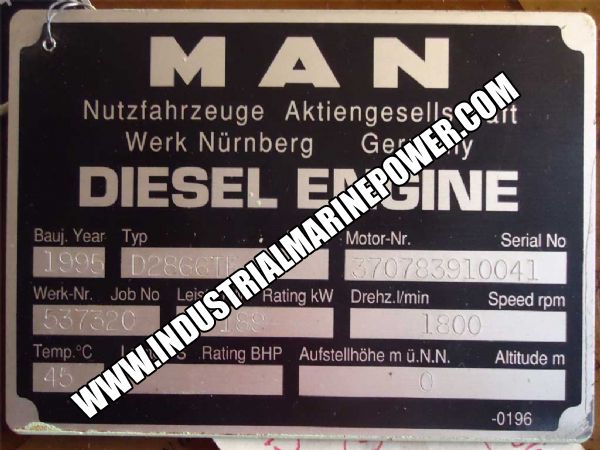 MAN
Nutzfahrzeuge Aktiengesellschaft
Werk Nürnberg Germany
DIESEL ENGINE
Bauj. Year Typ Motor-Nr. Serial No
1995 370783910041
Werk-Nr. Job No Rating kW Drehz.l/min Speed rpm
537320 1800
Temp.°C Rating BHP Aufstellhöhe m ü.N.N. Altitude m
45 0
-0196
WWW.INDUSTRIALMARINEPOWER.COM